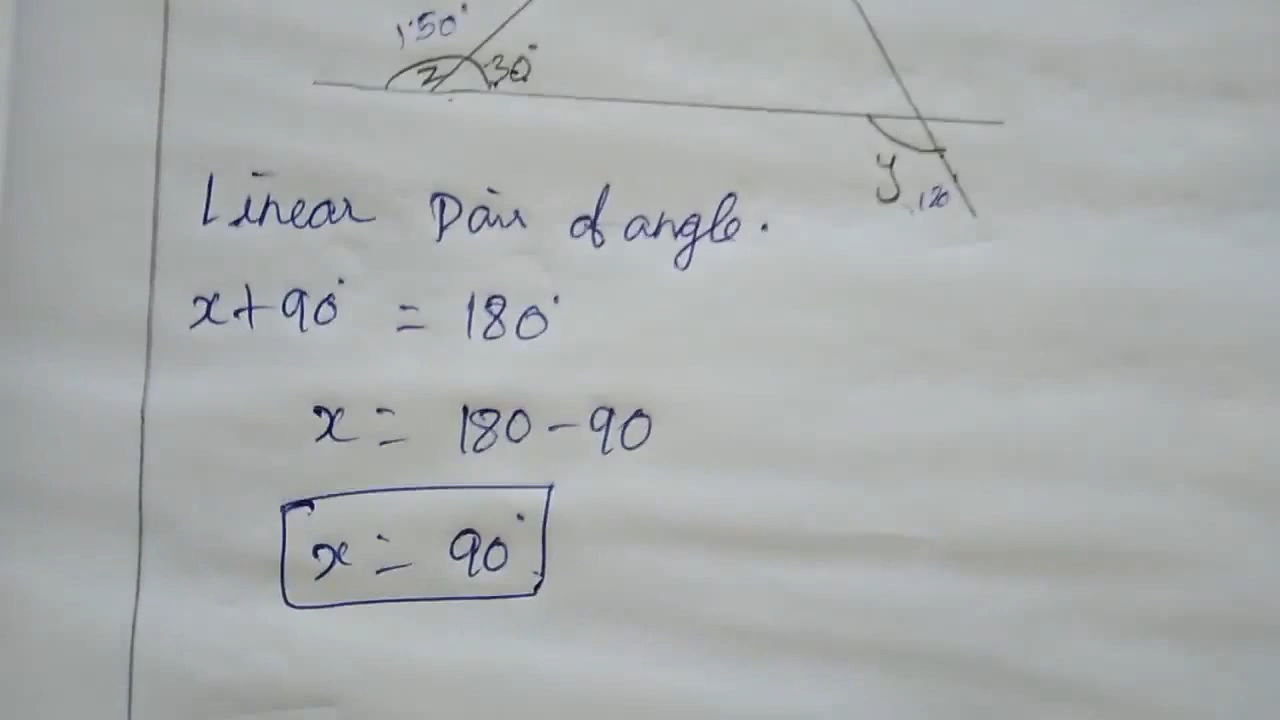 150°
z 30°
y 120
Linear Pair of angle.
x+90° = 180°
x = 180-90
x = 90°